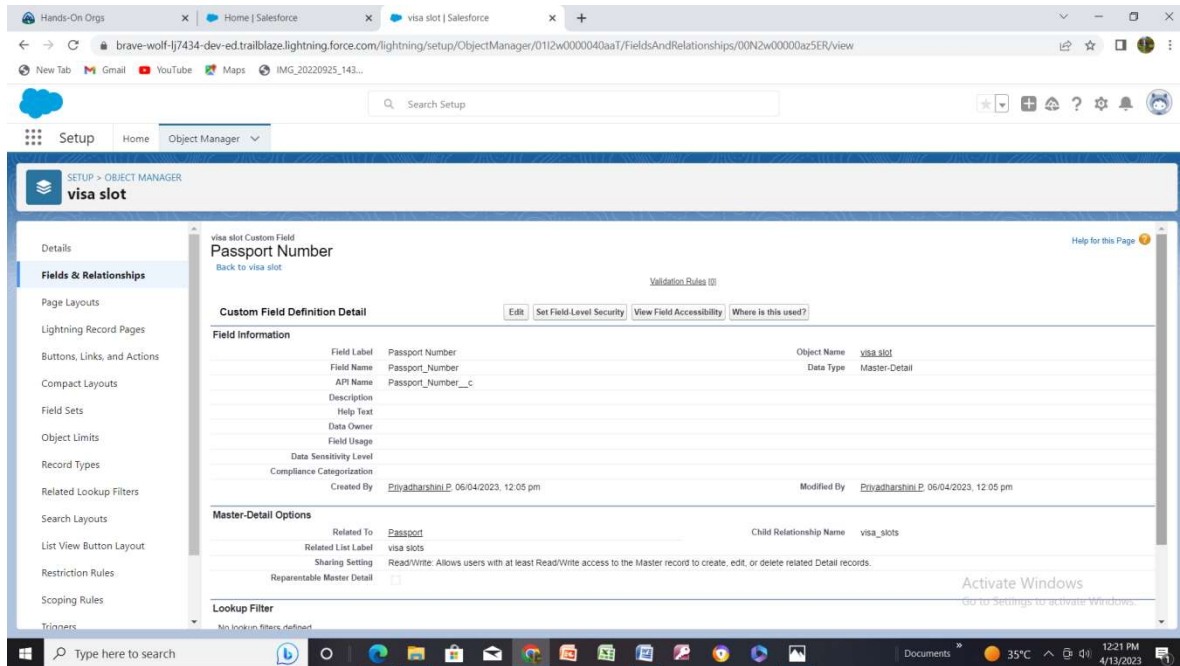 Hands-On Orgs
Home | Salesforce
visa slot | Salesforce
brave-wolf-lj7434-dev-ed.trailblaze.lightning.force.com/lightning/setup/ObjectManager/01I2w0000040aaT/FieldsAndRelationships/00N2w00000az5ER/view
New Tab Gmail YouTube Maps IMG_20220925_143...
Search Setup
Setup Home Object Manager
SETUP > OBJECT MANAGER
visa slot
Details
Fields & Relationships
Page Layouts
Lightning Record Pages
Buttons, Links, and Actions
Compact Layouts
Field Sets
Object Limits
Record Types
Related Lookup Filters
Search Layouts
List View Button Layout
Restriction Rules
Scoping Rules
Triggers
visa slot Custom Field
Passport Number
Back to visa slot
Help for this Page
Validation Rules [0]
Custom Field Definition Detail Edit Set Field-Level Security View Field Accessibility Where is this used?
Field Information
Field Label Passport Number Object Name visa slot
Field Name Passport_Number Data Type Master-Detail
API Name Passport_Number__c
Description
Help Text
Data Owner
Field Usage
Data Sensitivity Level
Compliance Categorization
Created By Priyadharshini P, 06/04/2023, 12:05 pm Modified By Priyadharshini P, 06/04/2023, 12:05 pm
Master-Detail Options
Related To Passport Child Relationship Name visa_slots
Related List Label visa slots
Sharing Setting Read/Write: Allows users with at least Read/Write access to the Master record to create, edit, or delete related Detail records.
Reparentable Master Detail
Lookup Filter
No lookup filters defined
Activate Windows
Go to Settings to activate Windows.
Type here to search
Documents 35°C 12:21 PM
4/13/2023